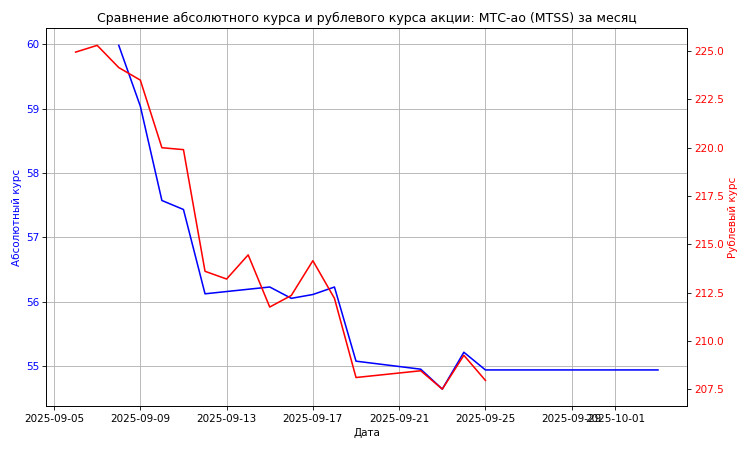 Сравнение абсолютного курса и рублевого курса акции: МТС-ао (MTSS) за месяц
60
59
58
57
56
55
Абсолютный курс
225.0
222.5
220.0
217.5
215.0
212.5
210.0
207.5
Рублевый курс
2025-09-05 2025-09-09 2025-09-13 2025-09-17 2025-09-21 2025-09-25 2025-09-29 2025-10-01
Дата